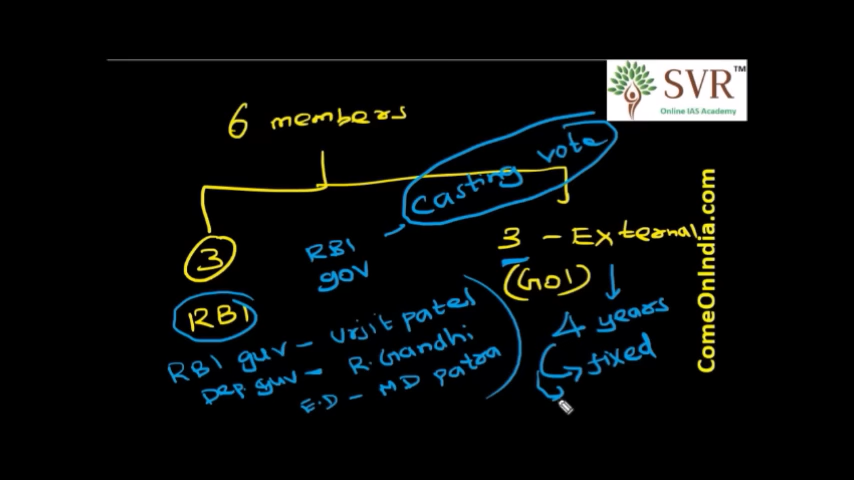 SVR™
Online IAS Academy
6 members
casting vote
3
RBI
RBI gov
3 - External
(GOI)
4 years
fixed
RBI guv - Urjit patel
Dep. guv - R. Gandhi
E.D - MD patra
ComeOnIndia.com